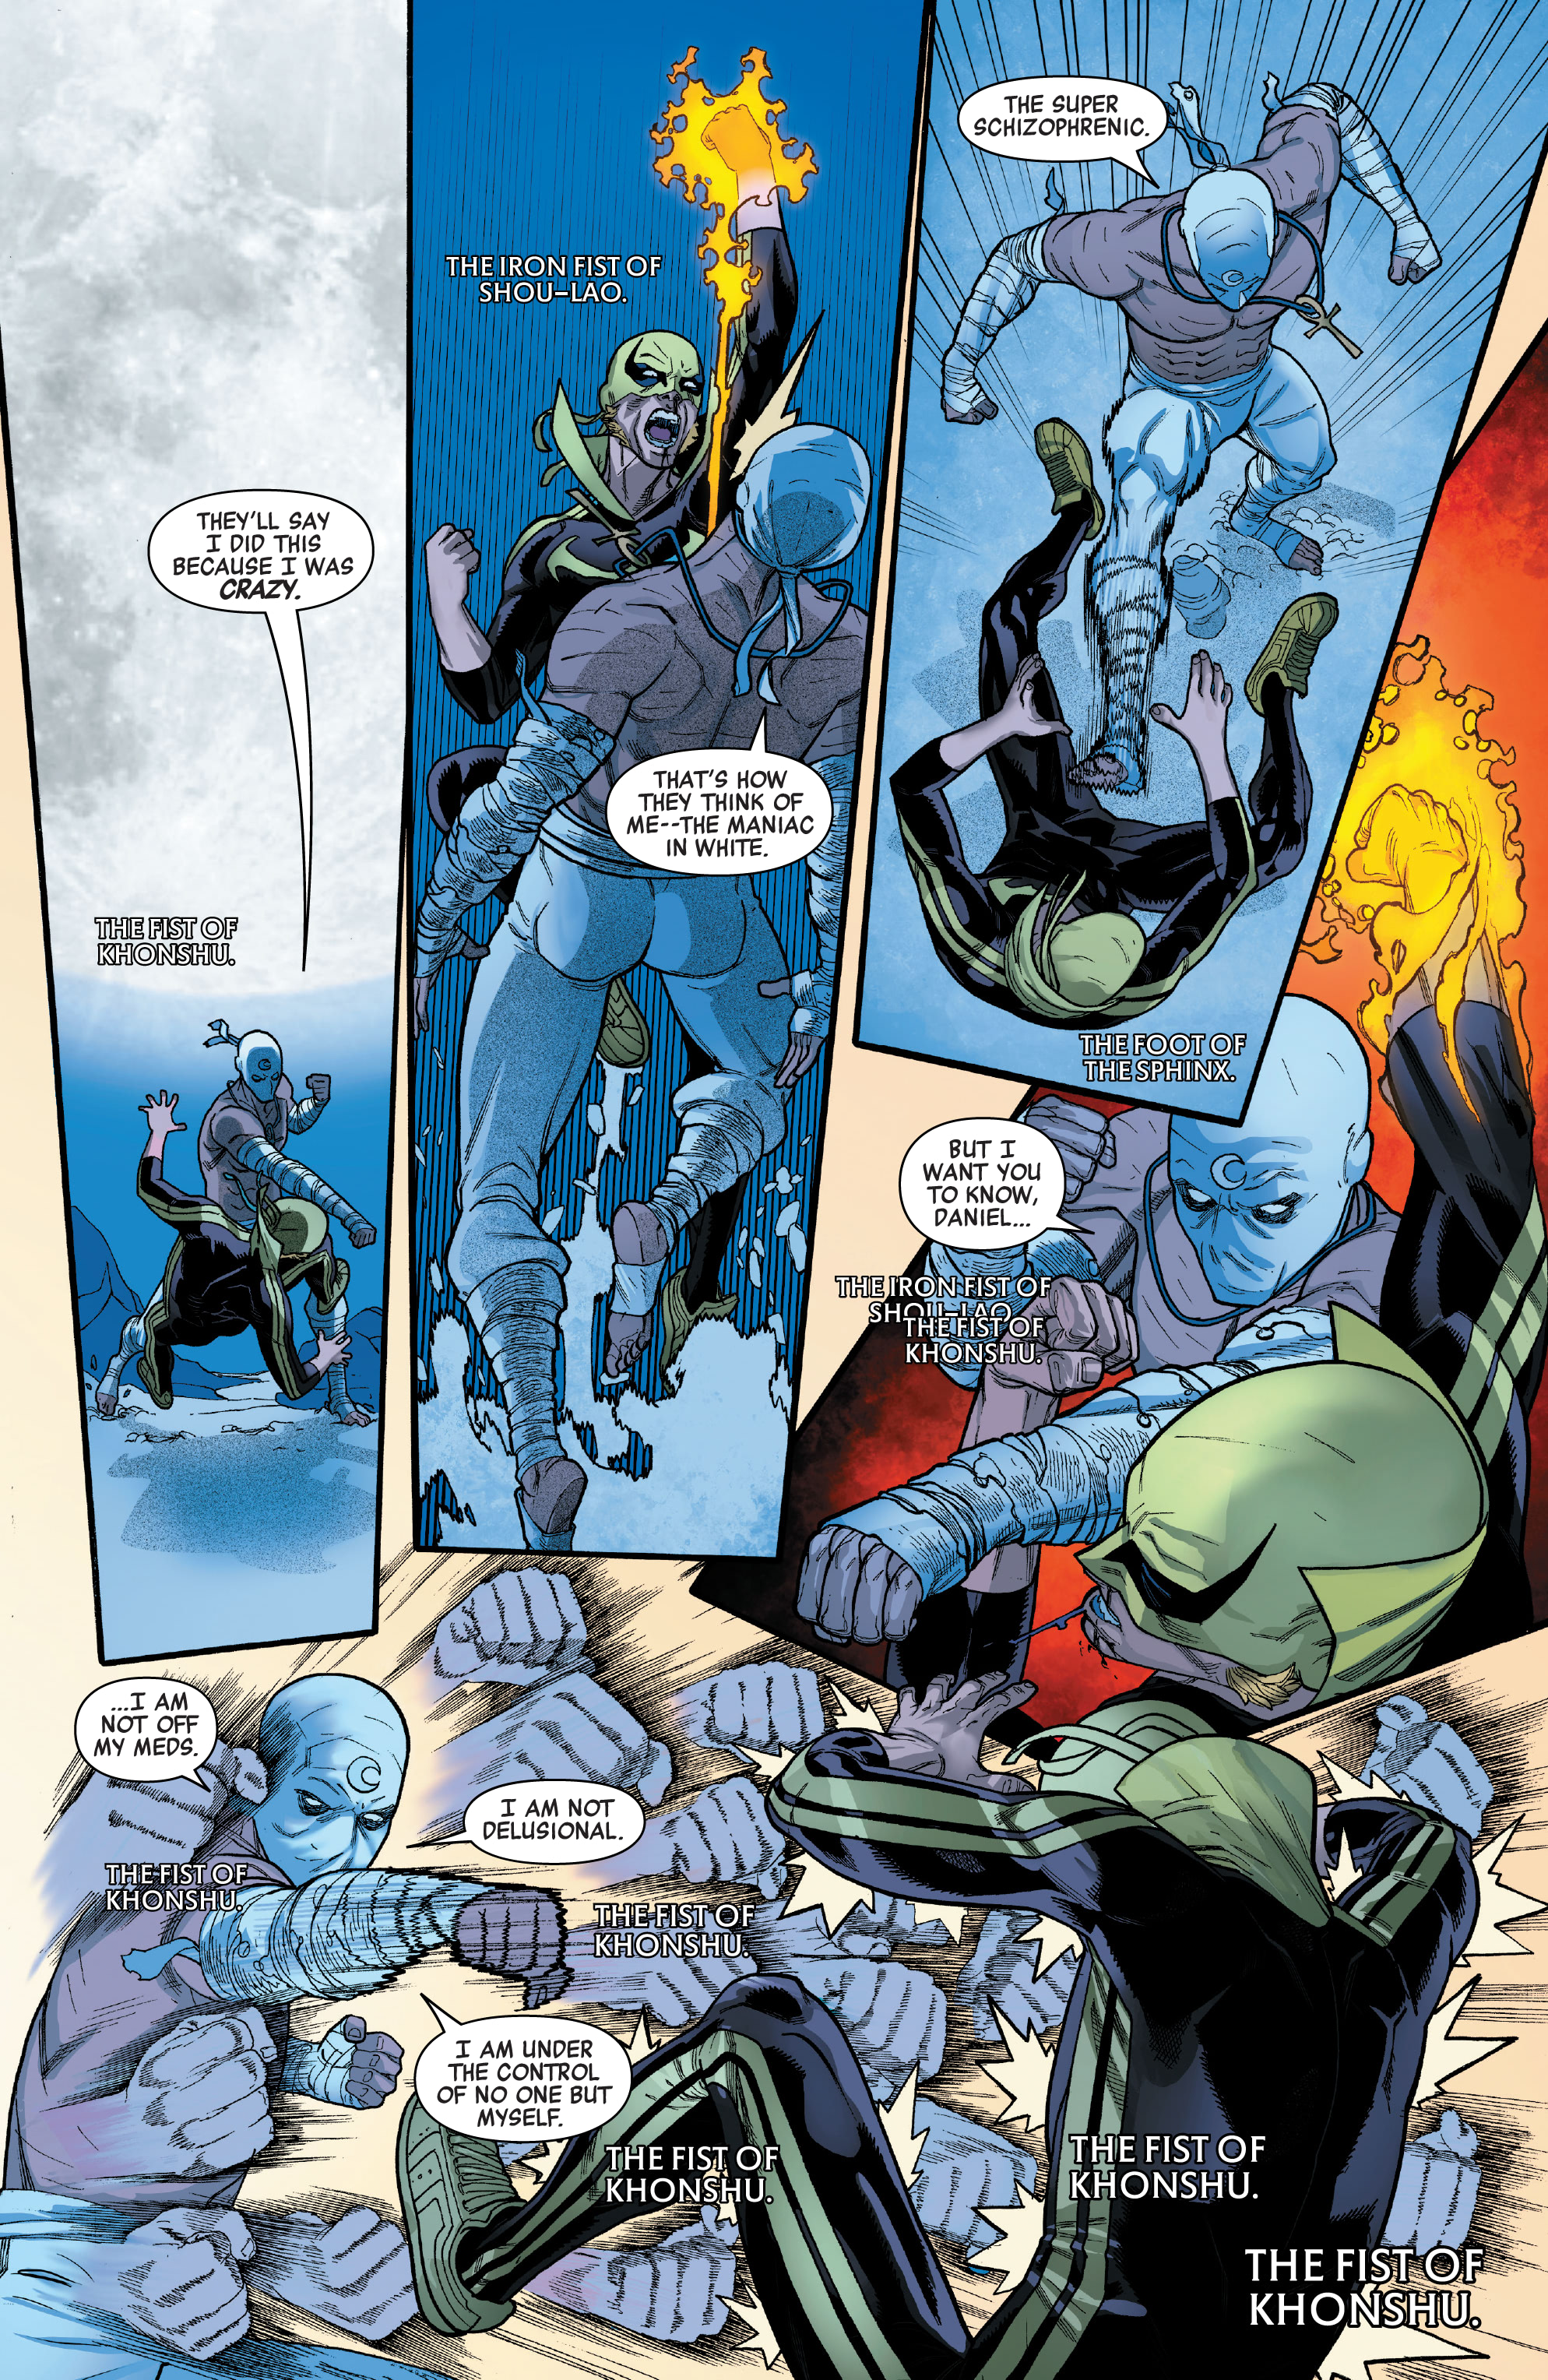 THEY'LL SAY
I DID THIS
BECAUSE I WAS
CRAZY.
THE FIST OF
KHONSHU.
THE IRON FIST OF
SHOU-LAO.
THAT'S HOW
THEY THINK OF
ME--THE MANIAC
IN WHITE.
THE SUPER
SCHIZOPHRENIC.
THE FOOT OF
THE SPHINX.
BUT I
WANT YOU
TO KNOW,
DANIEL...
THE IRON FIST OF
SHOU-LAO.
THE FIST OF
KHONSHU.
...I AM
NOT OFF
MY MEDS.
I AM NOT
DELUSIONAL.
THE FIST OF
KHONSHU.
THE FIST OF
KHONSHU.
I AM UNDER
THE CONTROL
OF NO ONE BUT
MYSELF.
THE FIST OF
KHONSHU.
THE FIST OF
KHONSHU.
THE FIST OF
KHONSHU.